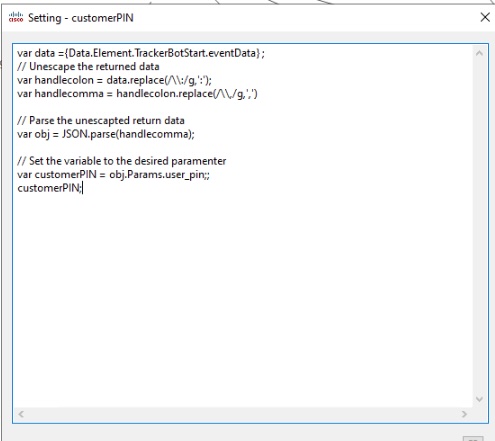 cisco Setting - customerPIN
var data ={Data.Element.TrackerBotStart.eventData};
// Unescape the returned data
var handlecolon = data.replace(/\\:/g,':');
var handlecomma = handlecolon.replace(/\\,/g,',')
// Parse the unescapted return data
var obj = JSON.parse(handlecomma);
// Set the variable to the desired paramenter
var customerPIN = obj.Params.user_pin;;
customerPIN;